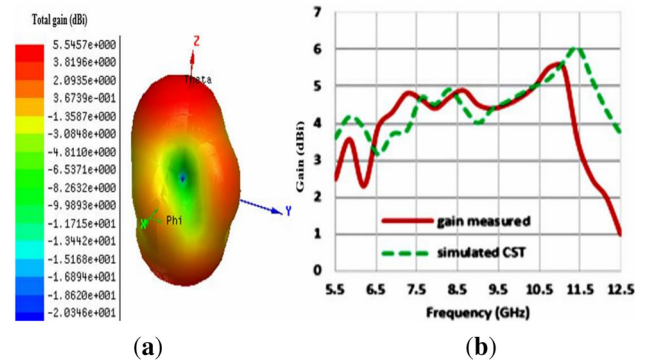 Total gain (dBi)
5.5457e+000
3.8196e+000
2.0935e+000
3.6739e-001
-1.3587e+000
-3.0848e+000
-4.8110e+000
-6.5371e+000
-8.2632e+000
-9.9893e+000
-1.1715e+001
-1.3442e+001
-1.5168e+001
-1.6894e+001
-1.8620e+001
-2.0346e+001
Z
Theta
Y
X
Phi
(a)
7
6
5
4
3
2
1
0
Gain (dBi)
gain measured
simulated CST
5.5 6.5 7.5 8.5 9.5 10.5 11.5 12.5
Frequency (GHz)
(b)